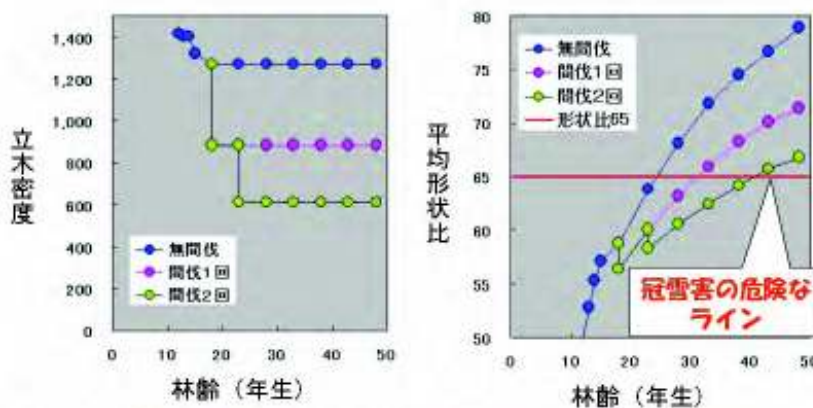 1,400
1,200
1,000
800
600
400
200
0
立木密度
無間伐
間伐1回
間伐2回
0 10 20 30 40 50
林齢（年生）
80
75
70
65
60
55
50
平均形状比
無間伐
間伐1回
間伐2回
形状比65
冠雪害の危険な
ライン
0 10 20 30 40 50
林齢（年生）